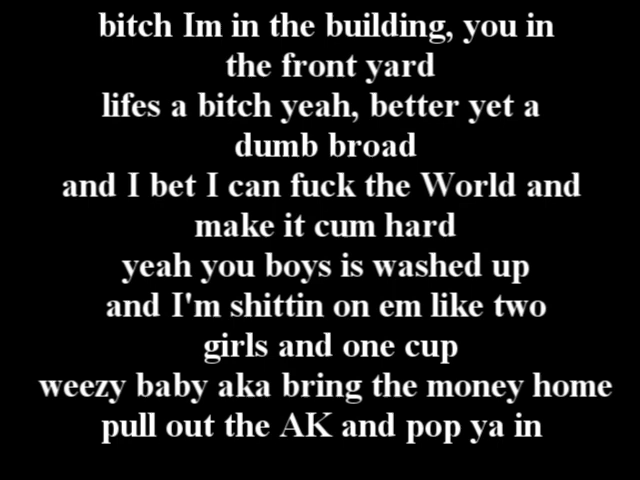 bitch Im in the building, you in
the front yard
lifes a bitch yeah, better yet a
dumb broad
and I bet I can fuck the World and
make it cum hard
yeah you boys is washed up
and I'm shittin on em like two
girls and one cup
weezy baby aka bring the money home
pull out the AK and pop ya in